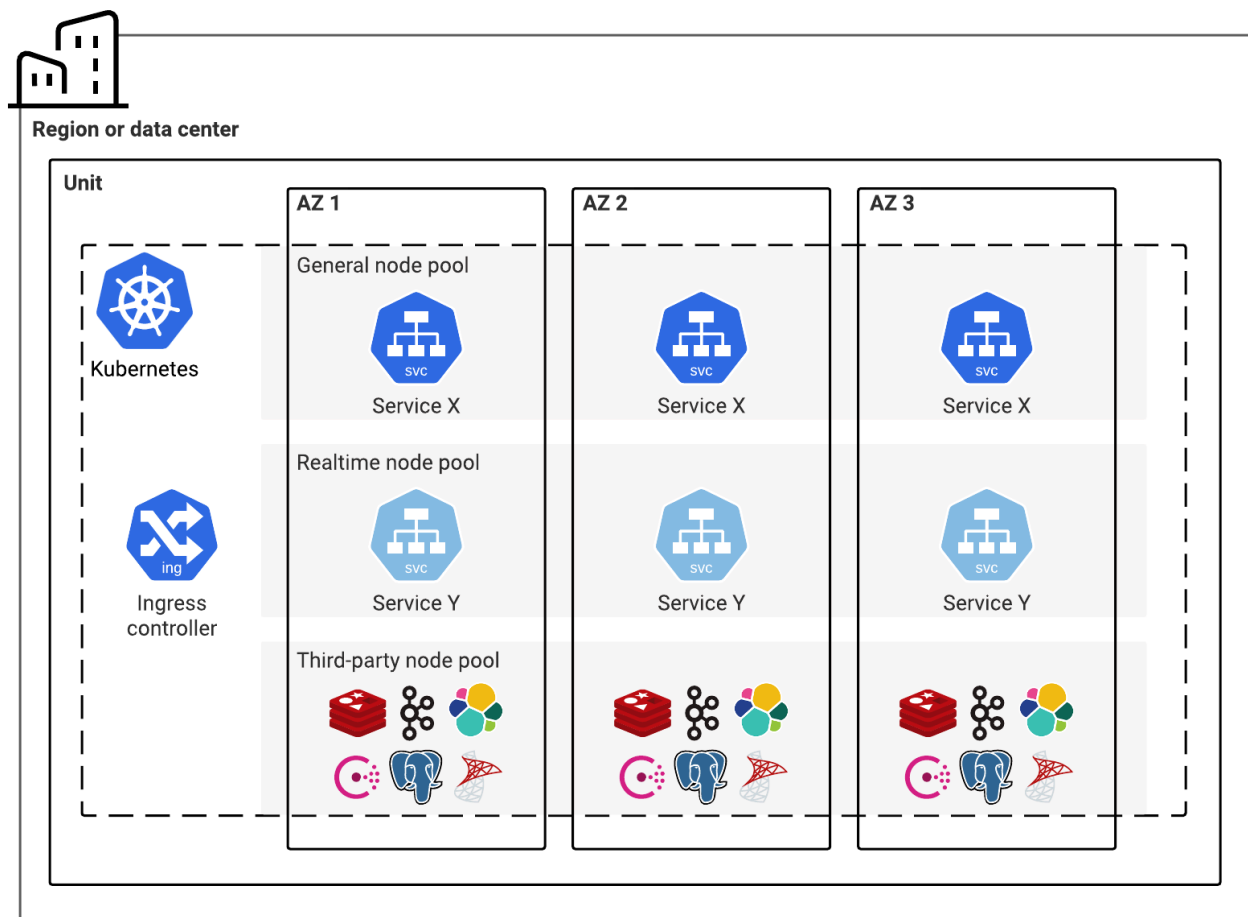 Region or data center
Unit
AZ 1
AZ 2
AZ 3
General node pool
Kubernetes
svc
svc
svc
Service X
Service X
Service X
Realtime node pool
ing
svc
svc
svc
Ingress
controller
Service Y
Service Y
Service Y
Third-party node pool